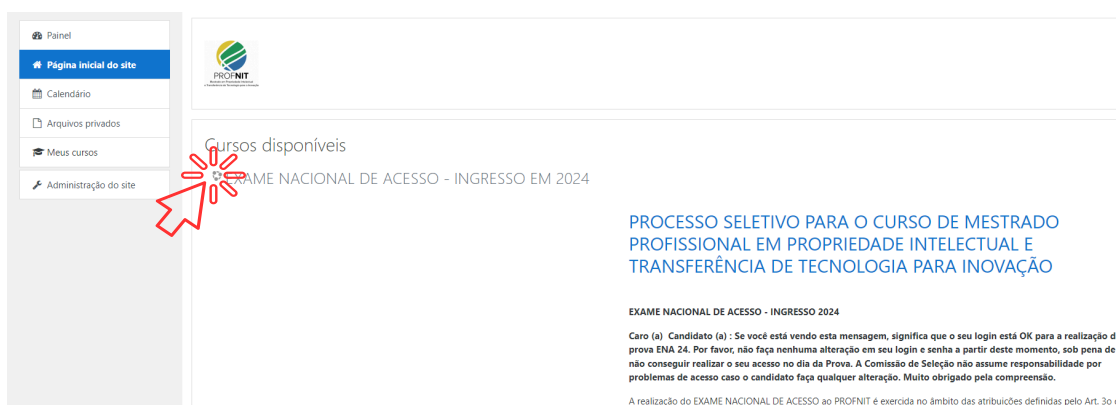 Painel
Página inicial do site
Calendário
Arquivos privados
Meus cursos
Administração do site
PROFNIT
Cursos disponíveis
EXAME NACIONAL DE ACESSO - INGRESSO EM 2024
PROCESSO SELETIVO PARA O CURSO DE MESTRADO
PROFISSIONAL EM PROPRIEDADE INTELECTUAL E
TRANSFERÊNCIA DE TECNOLOGIA PARA INOVAÇÃO
EXAME NACIONAL DE ACESSO - INGRESSO 2024
Caro (a) Candidato (a) : Se você está vendo esta mensagem, significa que o seu login está OK para a realização d
prova ENA 24. Por favor, não faça nenhuma alteração em seu login e senha a partir deste momento, sob pena de
não conseguir realizar o seu acesso no dia da Prova. A Comissão de Seleção não assume responsabilidade por
problemas de acesso caso o candidato faça qualquer alteração. Muito obrigado pela compreensão.
A realização do EXAME NACIONAL DE ACESSO ao PROFNIT é exercida no âmbito das atribuições definidas pelo Art. 3o